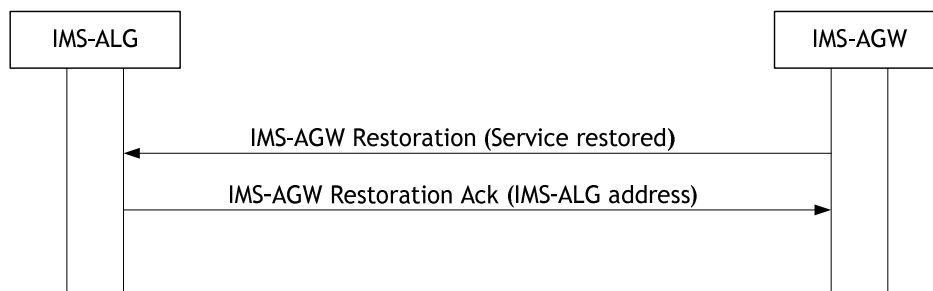 IMS-ALG
IMS-AGW
IMS-AGW Restoration (Service restored)
IMS-AGW Restoration Ack (IMS-ALG address)